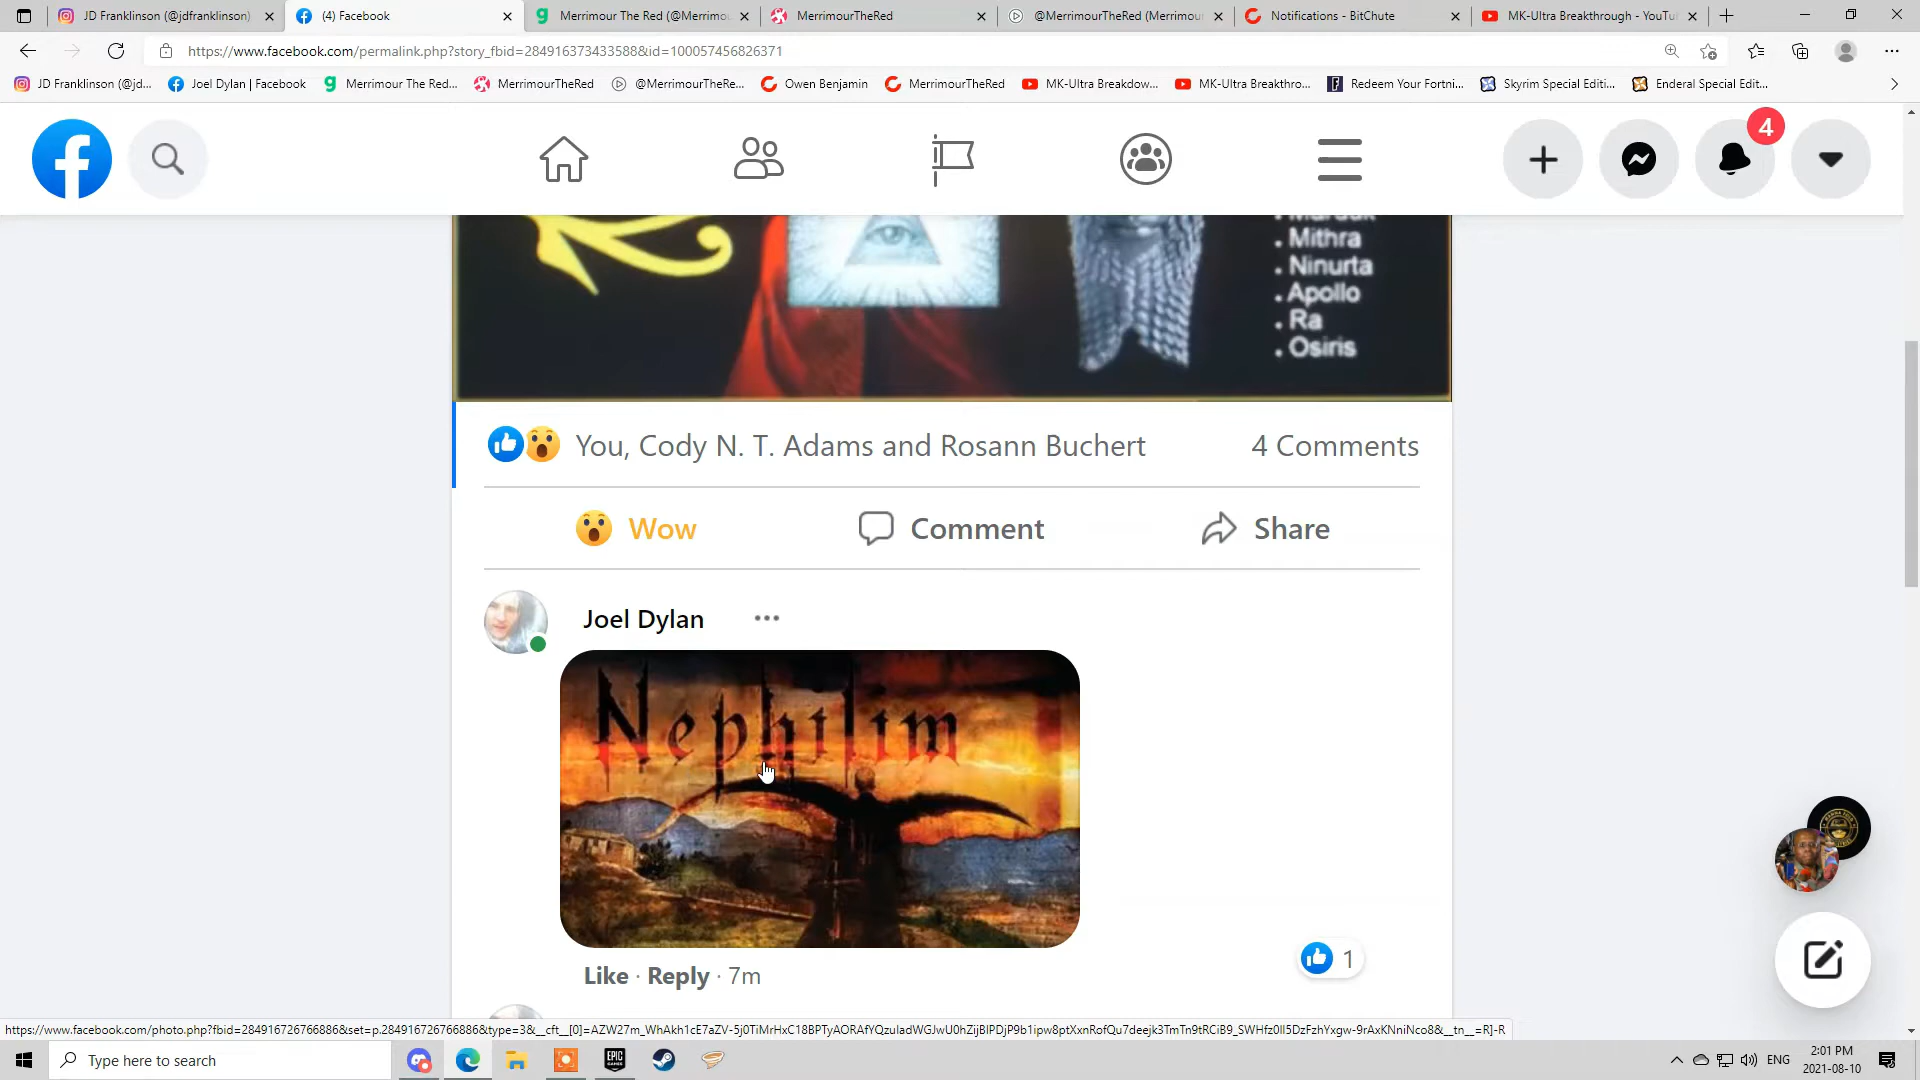 JD Franklinson (@jdfranklinson)
(4) Facebook
Merrimour The Red (@Merrimo
MerrimourTheRed
@MerrimourTheRed (Merrimour
Notifications - BitChute
MK-Ultra Breakthrough - YouTu
https://www.facebook.com/permalink.php?story_fbid=284916373433588&id=100057456826371
JD Franklinson (@jd...
Joel Dylan | Facebook
Merrimour The Red...
MerrimourTheRed
@MerrimourTheRe...
Owen Benjamin
MerrimourTheRed
MK-Ultra Breakdow...
MK-Ultra Breakthro...
Redeem Your Fortni...
Skyrim Special Editi...
Enderal Special Edit...
4
. Marduk
. Mithra
. Ninurta
. Apollo
. Ra
. Osiris
You, Cody N. T. Adams and Rosann Buchert
4 Comments
Wow
Comment
Share
Joel Dylan
Nephilim
Like · Reply · 7m
1
Type here to search
EPIC GAMES
ENG
2:01 PM
2021-08-10